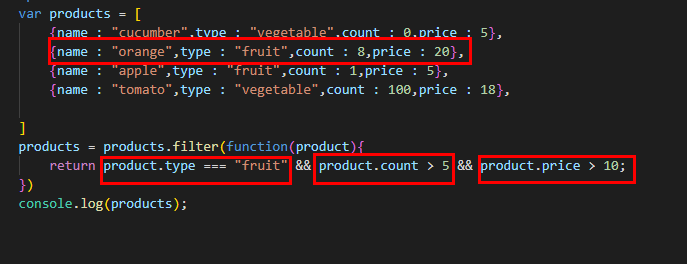 var products = [
{name : "cucumber",type : "vegetable",count : 0,price : 5},
{name : "orange",type : "fruit",count : 8,price : 20},
{name : "apple",type : "fruit",count : 1,price : 5},
{name : "tomato",type : "vegetable",count : 100,price : 18},
]
products = products.filter(function(product){
return product.type === "fruit" && product.count > 5 && product.price > 10;
})
console.log(products);